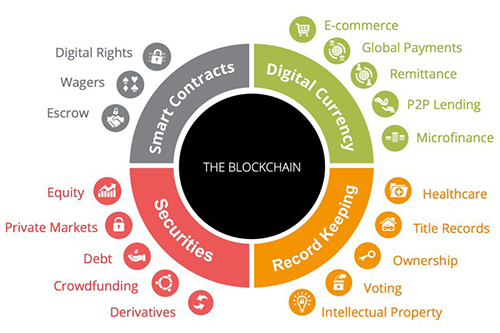 Digital Rights
Wagers
Escrow
Smart Contracts
Digital Currency
E-commerce
Global Payments
Remittance
P2P Lending
Microfinance
THE BLOCKCHAIN
Equity
Private Markets
Debt
Crowdfunding
Derivatives
Securities
Record Keeping
Healthcare
Title Records
Ownership
Voting
Intellectual Property